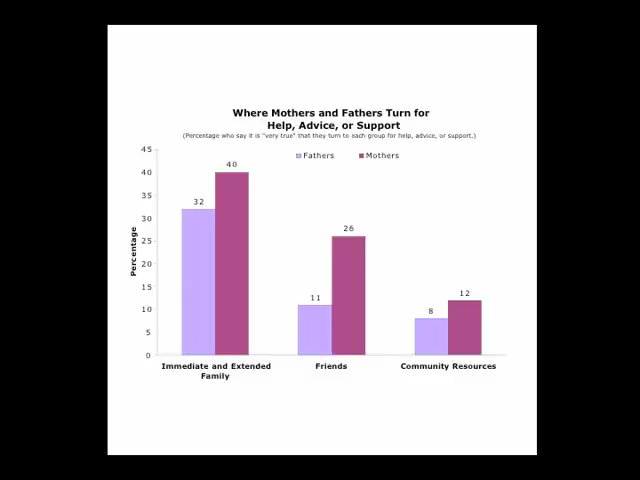 Where Mothers and Fathers Turn for
Help, Advice, or Support
(Percentage who say it is "very true" that they turn to each group for help, advice, or support.)
Fathers
Mothers
Percentage
45
40
35
30
25
20
15
10
5
0
32
40
11
26
8
12
Immediate and Extended
Family
Friends
Community Resources